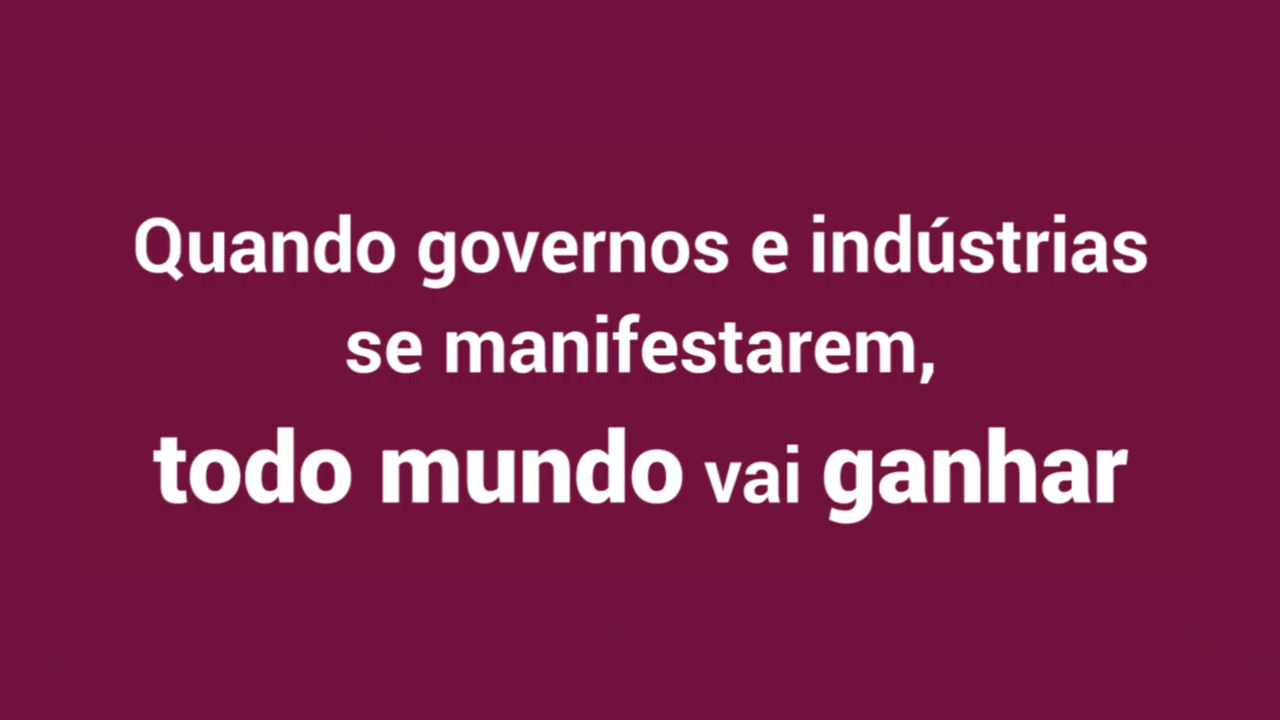 Quando governos e indústrias
se manifestarem,
todo mundo vai ganhar